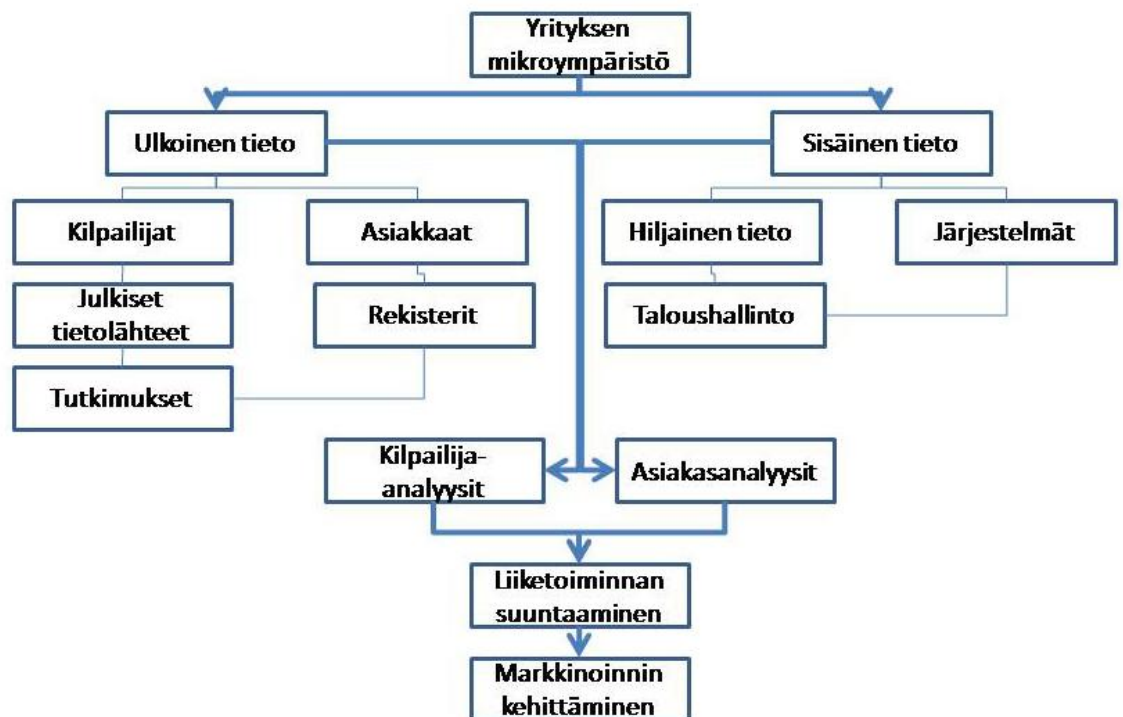 Yrityksen
mikroympäristö
Ulkoinen tieto
Sisäinen tieto
Kilpailijat
Asiakkaat
Hiljainen tieto
Järjestelmät
Julkiset
tietolähteet
Rekisterit
Taloushallinto
Tutkimukset
Kilpailija-
analyysit
Asiakasanalyysit
Liiketoiminnan
suuntaaminen
Markkinoinnin
kehittäminen